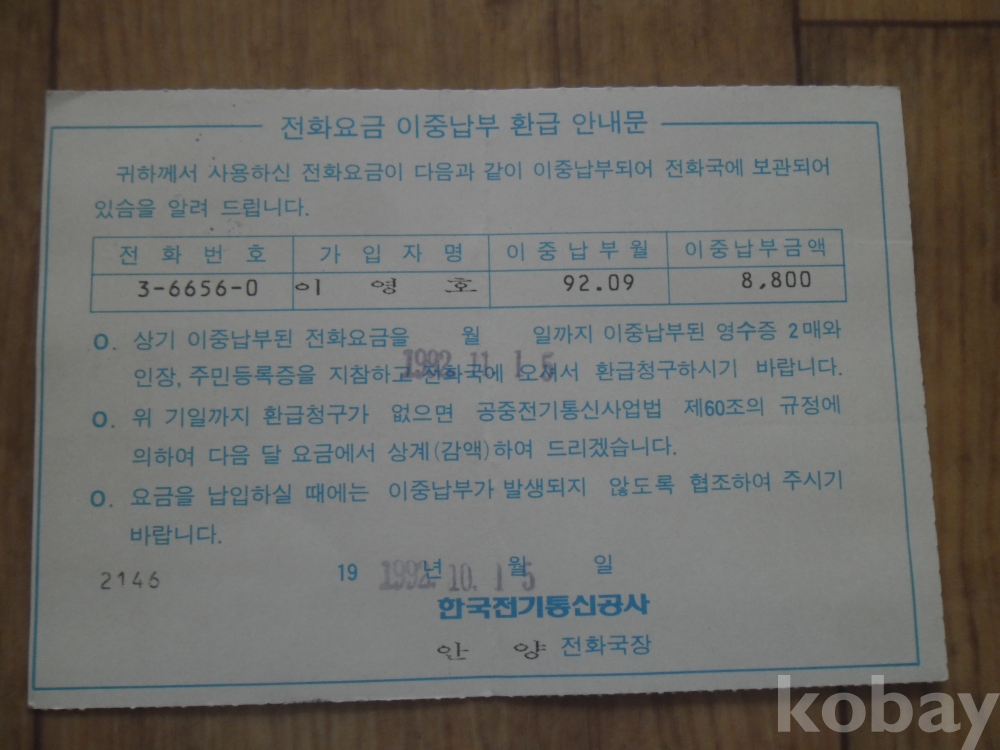 전화요금 이중납부 환급 안내문
귀하께서 사용하신 전화요금이 다음과 같이 이중납부되어 전화국에 보관되어
있슴을 알려 드립니다.
전 화 번 호 가 입 자 명 이 중 납 부 월 이중납부금액
3-6656-0 이 영 호 92.09 8,800
O. 상기 이중납부된 전화요금을 월 일까지 이중납부된 영수증 2매와
1992. 11. 1 5
인장, 주민등록증을 지참하고 전화국에 오셔서 환급청구하시기 바랍니다.
O. 위 기일까지 환급청구가 없으면 공중전기통신사업법 제60조의 규정에
의하여 다음 달 요금에서 상계(감액)하여 드리겠습니다.
O. 요금을 납입하실 때에는 이중납부가 발생되지 않도록 협조하여 주시기
바랍니다.
19 년 월 일
1992. 10. 1 5
2146
한국전기통신공사
안 양 전화국장
kobay